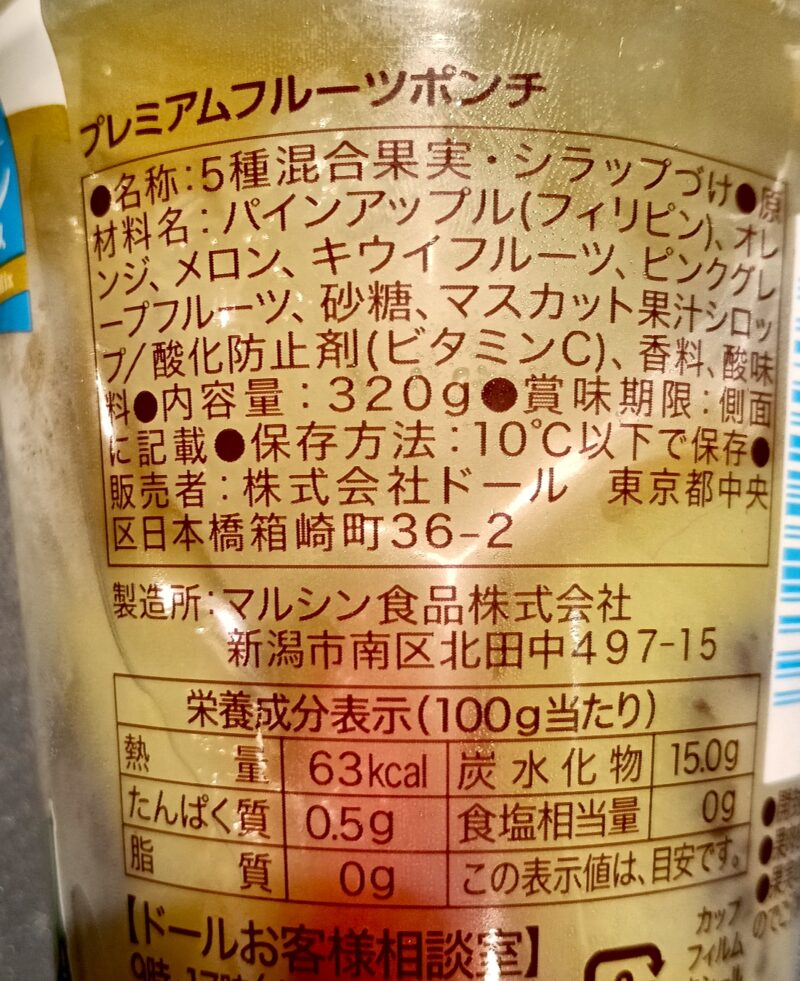 プレミアムフルーツポンチ
●名称:5種混合果実・シラップづけ●原
材料名:パインアップル(フィリピン)、オレ
ンジ、メロン、キウイフルーツ、ピンクグレ
ープフルーツ、砂糖、マスカット果汁シロッ
プ/酸化防止剤(ビタミンC)、香料、酸味
料●内容量:320g●賞味期限:側面
に記載●保存方法:10℃以下で保存●
販売者:株式会社ドール 東京都中央
区日本橋箱崎町36-2
製造所:マルシン食品株式会社
新潟市南区北田中497-15
栄養成分表示(100g当たり)
熱量 63kcal 炭水化物 15.0g
たんぱく質 0.5g 食塩相当量 0g
脂質 0g この表示値は、目安です。
【ドールお客様相談室】
カップ
フィルム